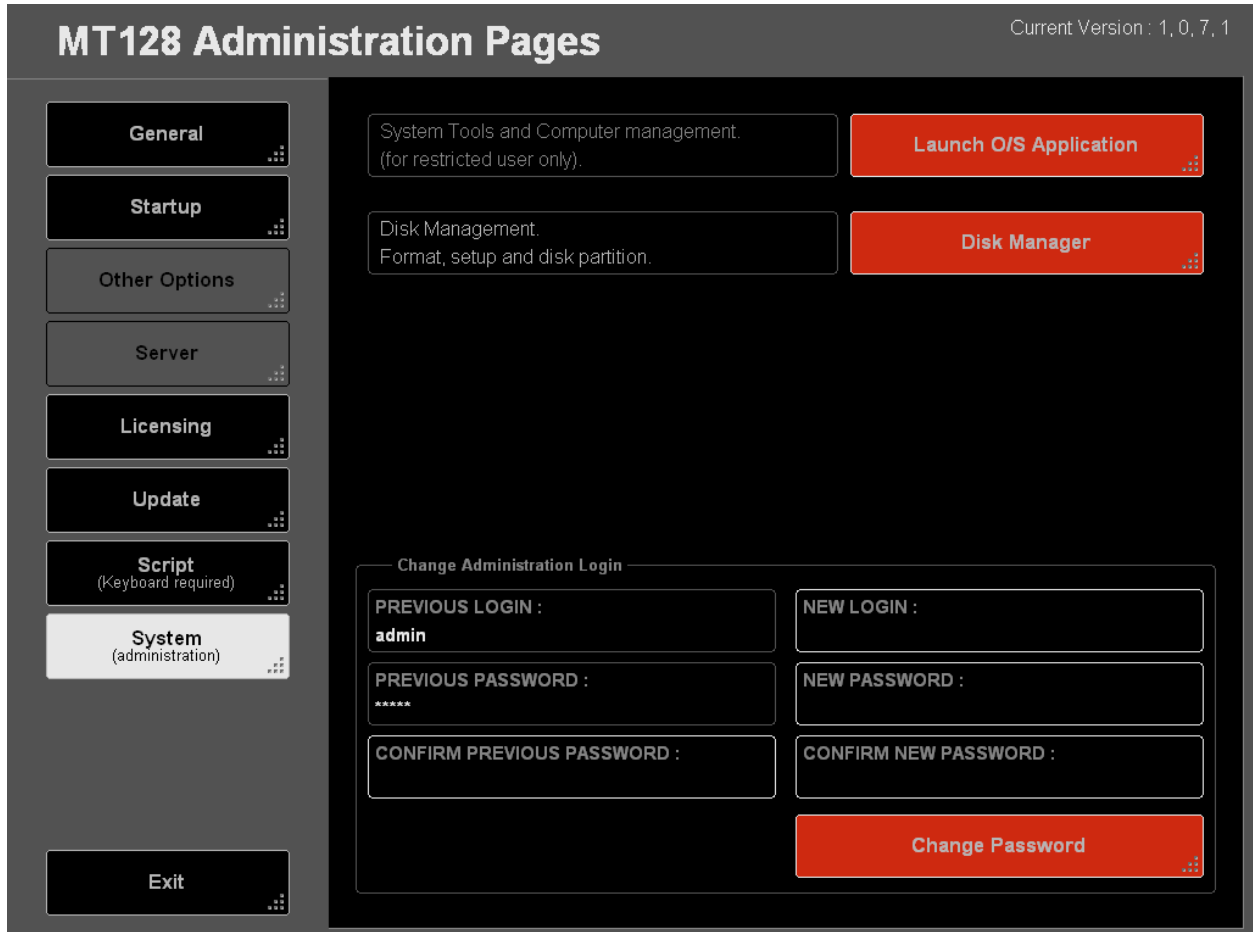 MT128 Administration Pages
Current Version : 1, 0, 7, 1
General
Startup
Other Options
Server
Licensing
Update
Script
(Keyboard required)
System
(administration)
Exit
System Tools and Computer management.
(for restricted user only).
Launch O/S Application
Disk Management.
Format, setup and disk partition.
Disk Manager
Change Administration Login
PREVIOUS LOGIN :
admin
NEW LOGIN :
PREVIOUS PASSWORD :
*****
NEW PASSWORD :
CONFIRM PREVIOUS PASSWORD :
CONFIRM NEW PASSWORD :
Change Password